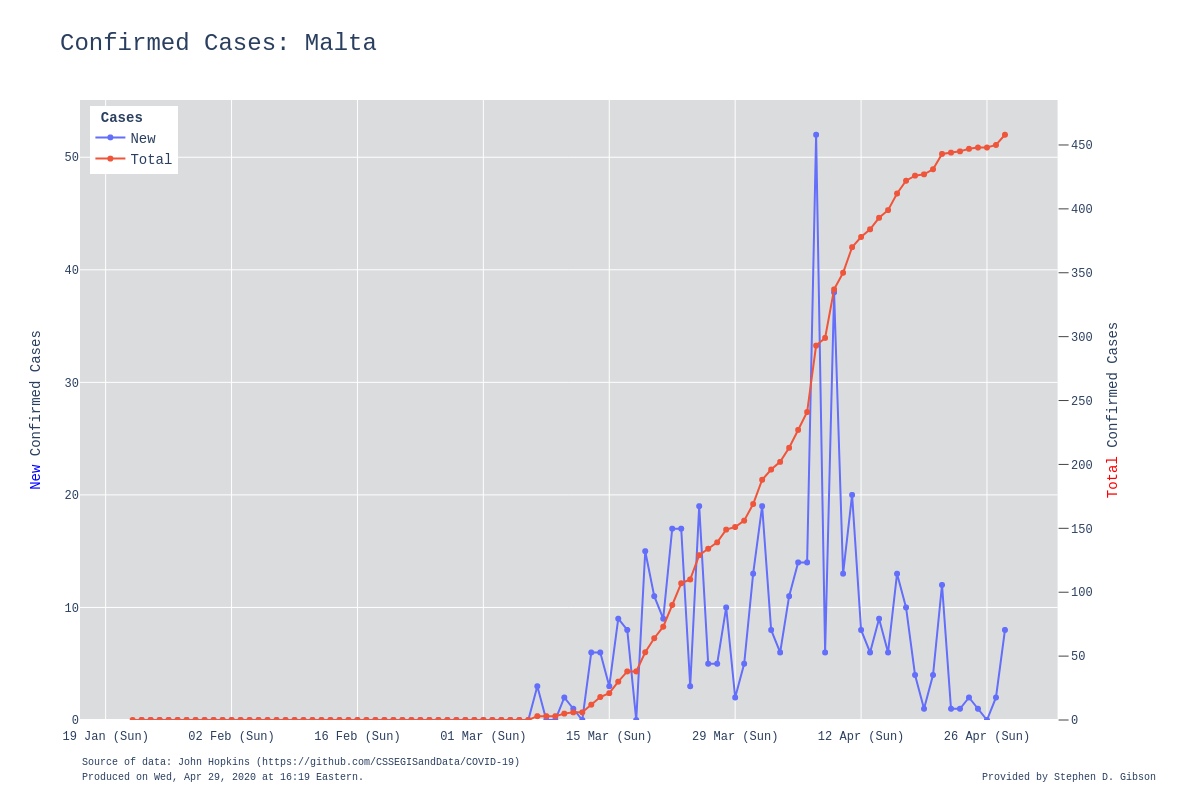 Confirmed Cases: Malta
Cases
New
Total
50
40
30
20
10
0
New Confirmed Cases
450
400
350
300
250
200
150
100
50
0
Total Confirmed Cases
19 Jan (Sun) 02 Feb (Sun) 16 Feb (Sun) 01 Mar (Sun) 15 Mar (Sun) 29 Mar (Sun) 12 Apr (Sun) 26 Apr (Sun)
Source of data: John Hopkins (https://github.com/CSSEGISandData/COVID-19)
Produced on Wed, Apr 29, 2020 at 16:19 Eastern.
Provided by Stephen D. Gibson